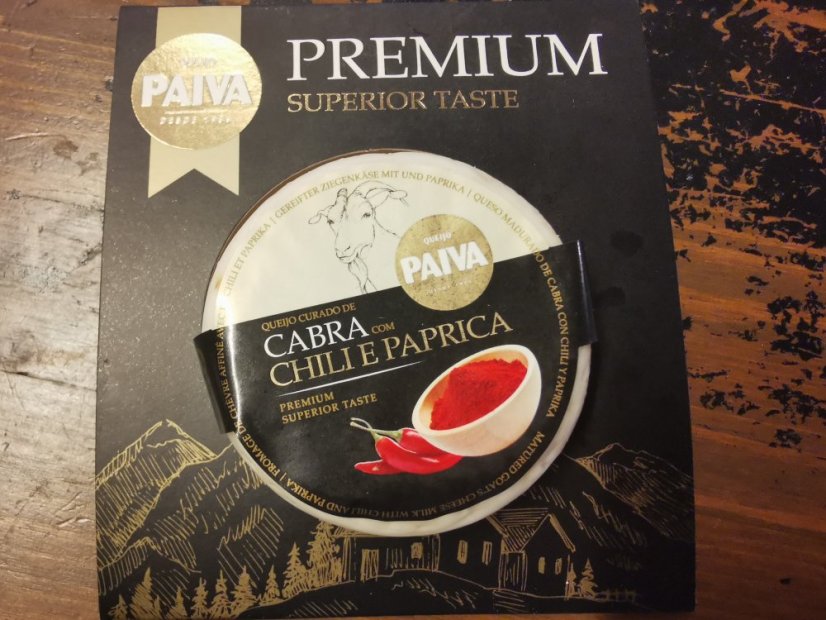 PREMIUM
SUPERIOR TASTE
QUEIJO
PAIVA
DESDE
CHILI ET PAPRIKA | GEREIFTER ZIEGENKÄSE MIT UND PAPRIKA | QUESO MADURADO DE CABRA CON CHILI Y PAPRIKA
QUEIJO
PAIVA
QUEIJO CURADO DE
CABRA COM
CHILI E PAPRICA
PREMIUM
SUPERIOR TASTE
MATURED GOAT'S CHEESE MILK WITH CHILI AND PAPRIKA | FROMAGE DE CHÈVRE AFFINÉ